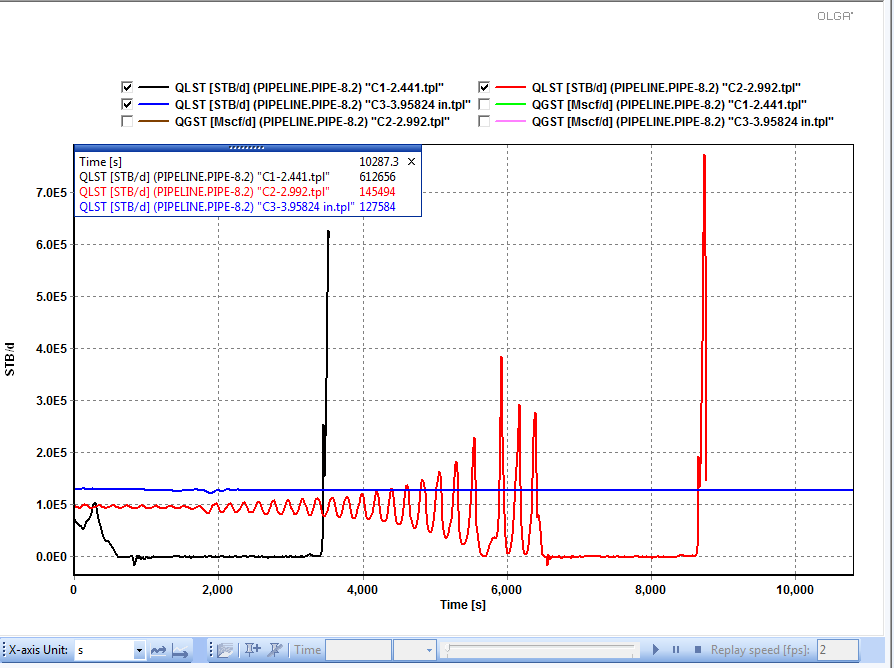 OLGA
QLST [STB/d] (PIPELINE.PIPE-8.2) "C1-2.441.tpl" QLST [STB/d] (PIPELINE.PIPE-8.2) "C2-2.992.tpl"
QLST [STB/d] (PIPELINE.PIPE-8.2) "C3-3.95824 in.tpl" QGST [Mscf/d] (PIPELINE.PIPE-8.2) "C1-2.441.tpl"
QGST [Mscf/d] (PIPELINE.PIPE-8.2) "C2-2.992.tpl" QGST [Mscf/d] (PIPELINE.PIPE-8.2) "C3-3.95824 in.tpl"
Time [s] 10287.3
QLST [STB/d] (PIPELINE.PIPE-8.2) "C1-2.441.tpl" 612656
QLST [STB/d] (PIPELINE.PIPE-8.2) "C2-2.992.tpl" 145494
QLST [STB/d] (PIPELINE.PIPE-8.2) "C3-3.95824 in.tpl" 127584
7.0E5
6.0E5
5.0E5
4.0E5
3.0E5
2.0E5
1.0E5
0.0E0
STB/d
0 2,000 4,000 6,000 8,000 10,000
Time [s]
X-axis Unit: s Time Replay speed [fps]: 2